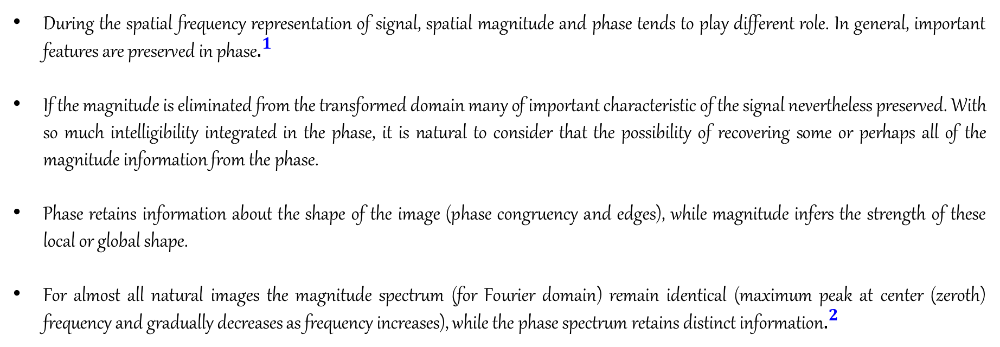 • During the spatial frequency representation of signal, spatial magnitude and phase tends to play different role. In general, important
features are preserved in phase.1
• If the magnitude is eliminated from the transformed domain many of important characteristic of the signal nevertheless preserved. With
so much intelligibility integrated in the phase, it is natural to consider that the possibility of recovering some or perhaps all of the
magnitude information from the phase.
• Phase retains information about the shape of the image (phase congruency and edges), while magnitude infers the strength of these
local or global shape.
• For almost all natural images the magnitude spectrum (for Fourier domain) remain identical (maximum peak at center (zeroth)
frequency and gradually decreases as frequency increases), while the phase spectrum retains distinct information.2